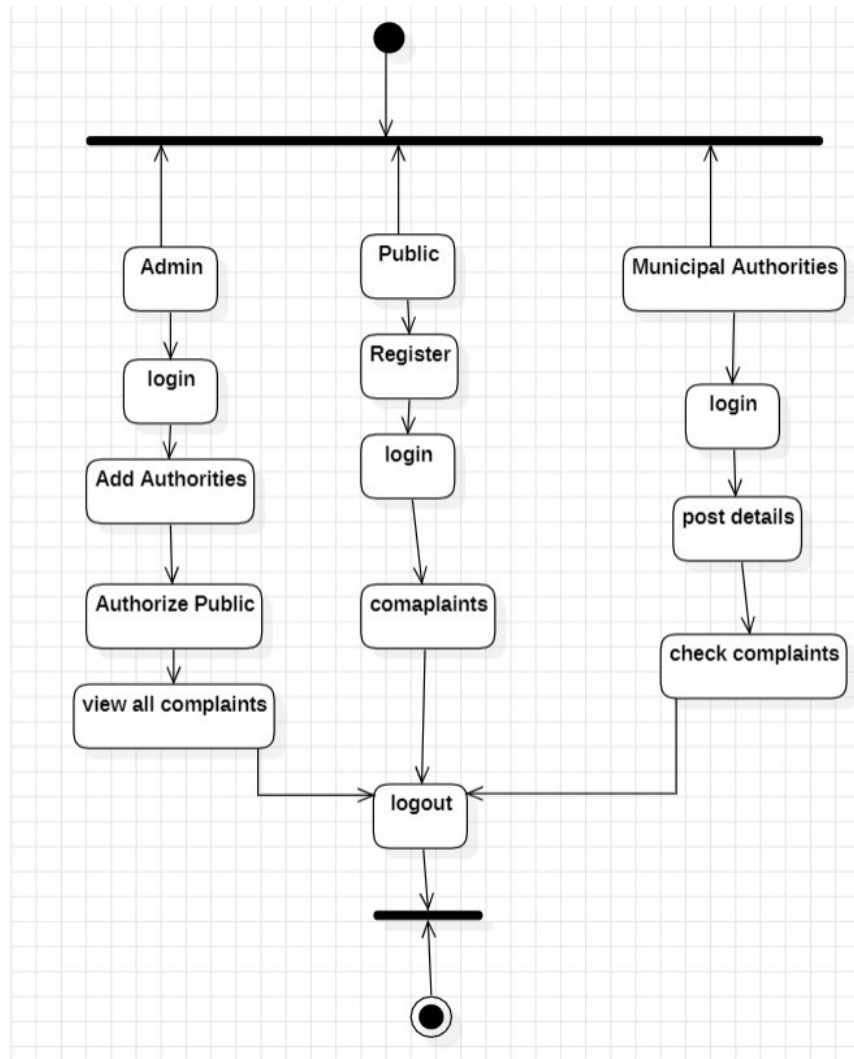 Admin
Public
Municipal Authorities
login
Register
login
login
Add Authorities
post details
Authorize Public
comaplaints
check complaints
view all complaints
logout